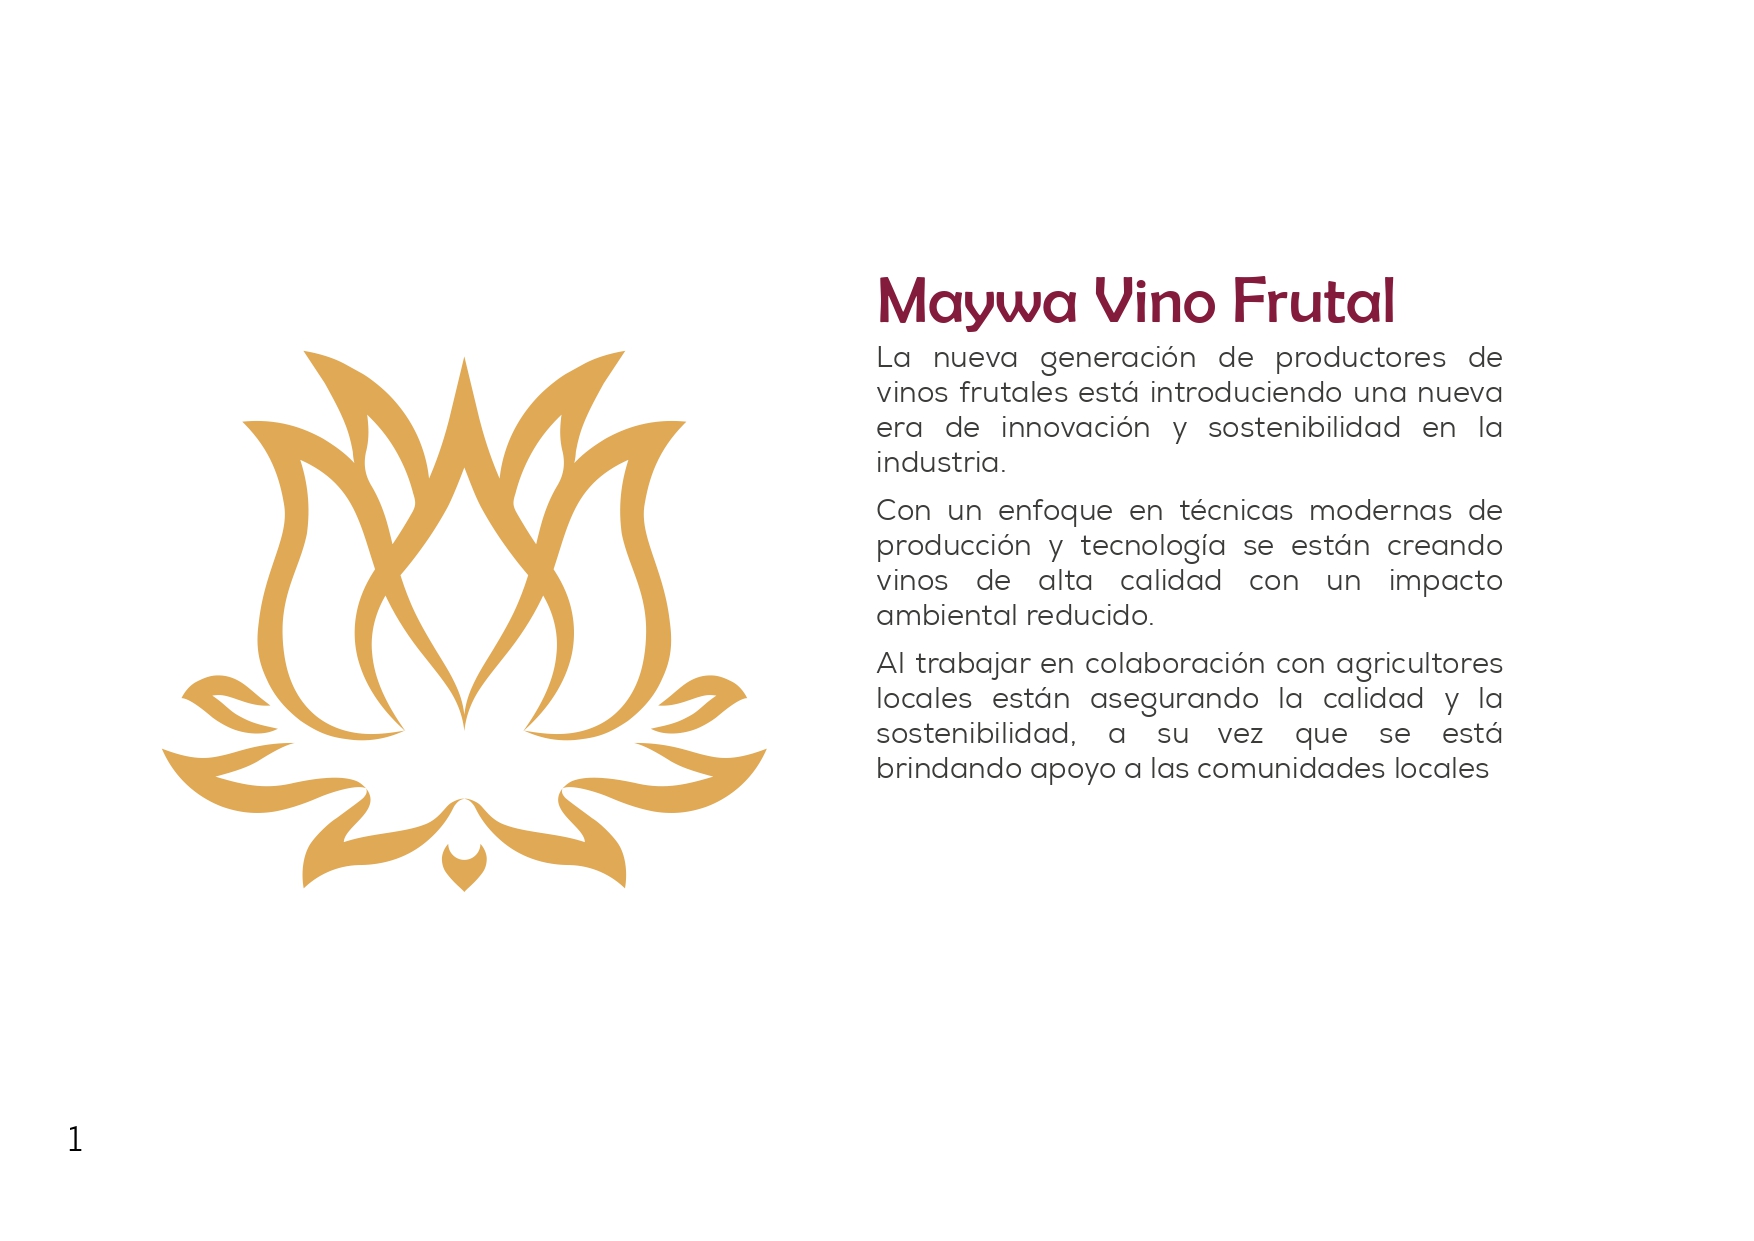 Maywa Vino Frutal
La nueva generación de productores de
vinos frutales está introduciendo una nueva
era de innovación y sostenibilidad en la
industria.
Con un enfoque en técnicas modernas de
producción y tecnología se están creando
vinos de alta calidad con un impacto
ambiental reducido.
Al trabajar en colaboración con agricultores
locales están asegurando la calidad y la
sostenibilidad, a su vez que se está
brindando apoyo a las comunidades locales
1